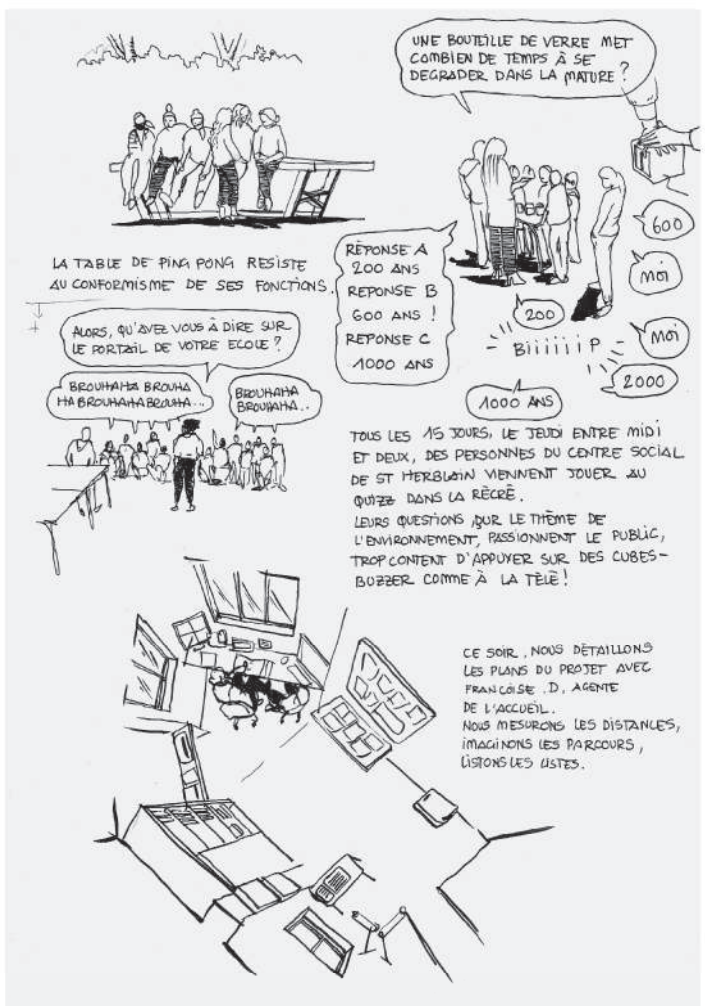 UNE BOUTEILLE DE VERRE MET
COMBIEN DE TEMPS À SE
DEGRADER DANS LA MATURE ?
LA TABLE DE PING PONG RESISTE
AU CONFORMISME DE SES FONCTIONS.
RÉPONSE A
200 ANS
REPONSE B
600 ANS !
REPONSE C
1000 ANS
600
MOI
200
MOI
BiiiiiiP
2000
1000 ANS
ALORS, QU'AVEZ VOUS À DIRE SUR
LE PORTAIL DE VOTRE ECOLE ?
BROUHAHA BROUHA
HA BROUHAHA BROUHA...
BROUHAHA
BROUHAHA...
TOUS LES 15 JOURS, LE JEUDI ENTRE MIDI
ET DEUX, DES PERSONNES DU CENTRE SOCIAL
DE ST HERBLAIN VIENNENT JOUER AU
QUIZZ DANS LA RÉCRÉ.
LEURS QUESTIONS, SUR LE THÈME DE
L'ENVIRONNEMENT, PASSIONNENT LE PUBLIC,
TROP CONTENT D'APPUYER SUR DES CUBES-
BUZZER COMME À LA TÉLÉ !
CE SOIR, NOUS DÉTAILLONS
LES PLANS DU PROJET AVEC
FRANÇOISE .D, AGENTE
DE L'ACCUEIL.
NOUS MESURONS LES DISTANCES,
IMAGINONS LES PARCOURS,
LISTONS LES LISTES.